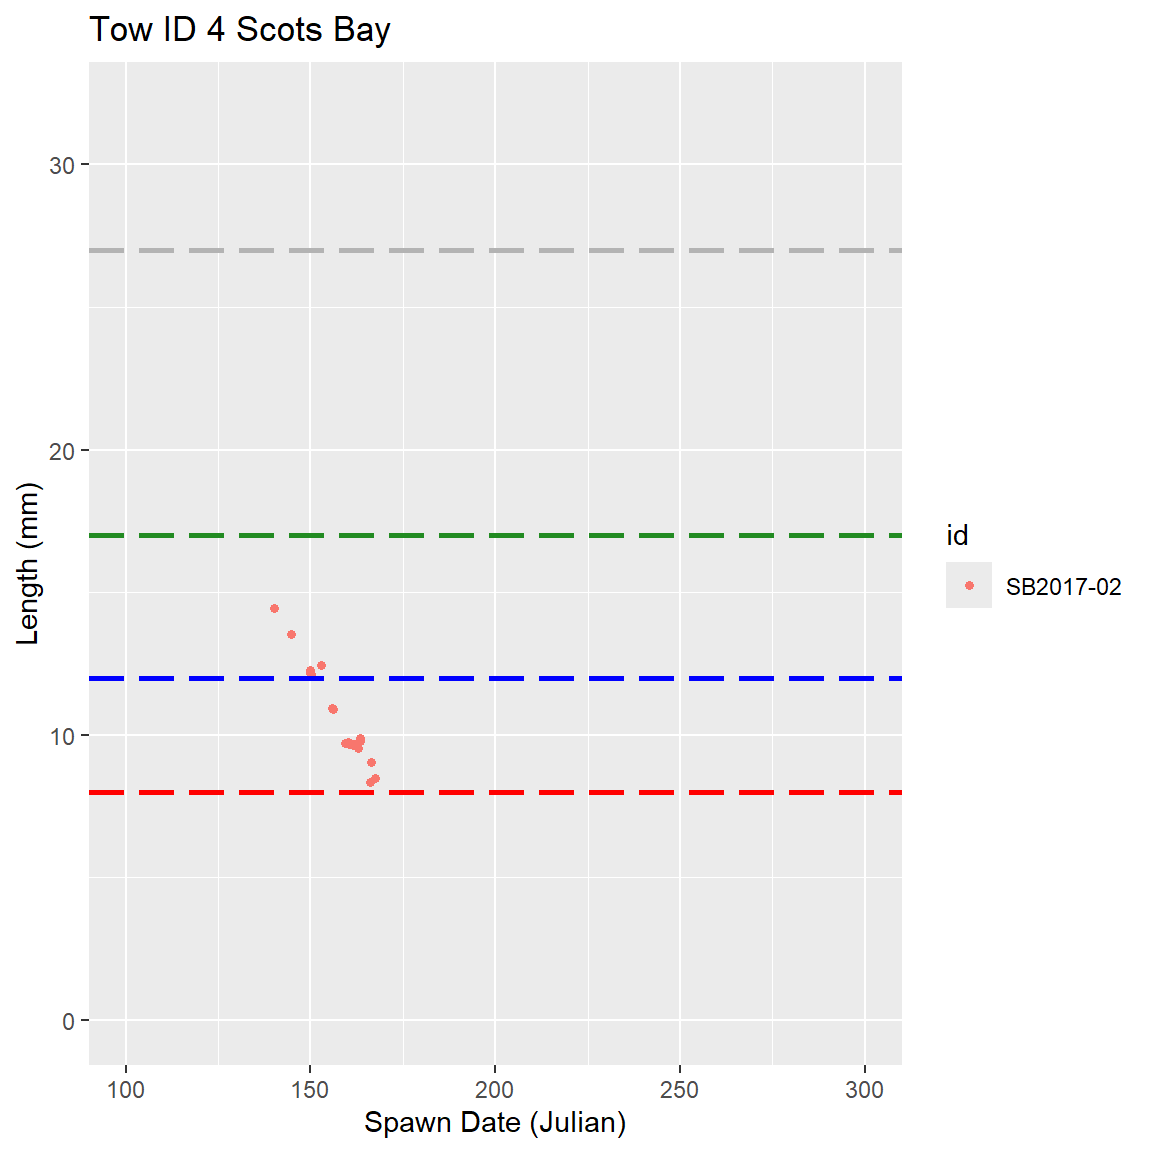 Tow ID 4 Scots Bay
30
20
10
0
Length (mm)
100 150 200 250 300
Spawn Date (Julian)
id
SB2017-02